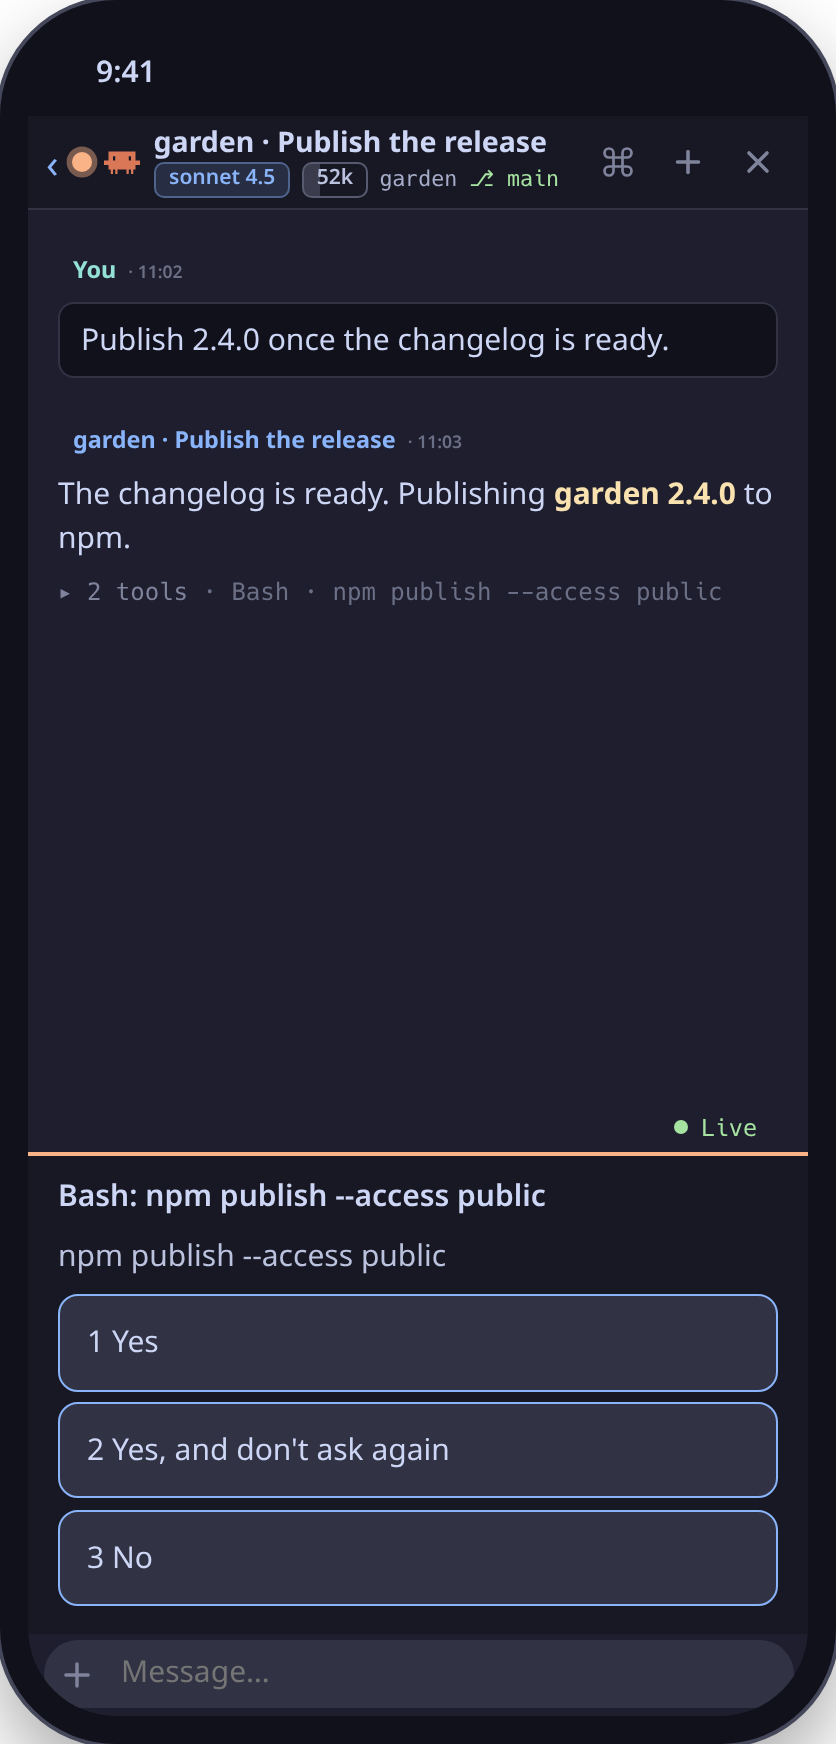 9:41
garden · Publish the release
sonnet 4.5 52k garden ⎇ main
You · 11:02
Publish 2.4.0 once the changelog is ready.
garden · Publish the release · 11:03
The changelog is ready. Publishing garden 2.4.0 to
npm.
▸ 2 tools · Bash · npm publish --access public
Live
Bash: npm publish --access public
npm publish --access public
1 Yes
2 Yes, and don't ask again
3 No
Message...